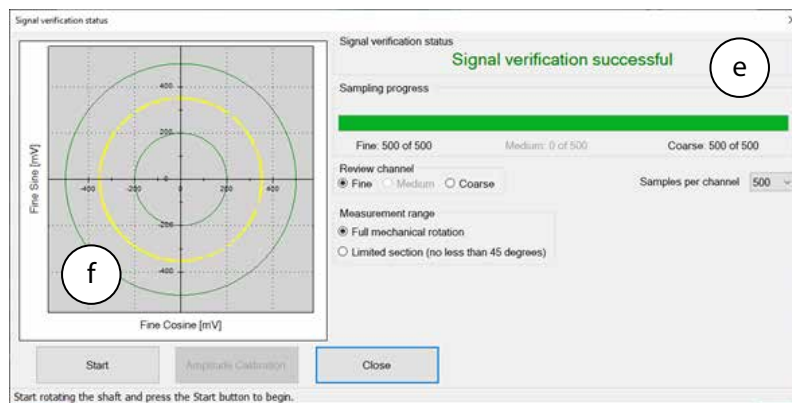 Signal verification status
Signal verification status
Signal verification successful
e
Sampling progress
Fine: 500 of 500 Medium: 0 of 500 Coarse: 500 of 500
Review channel
Fine Medium Coarse
Samples per channel 500
Measurement range
Full mechanical rotation
Limited section (no less than 45 degrees)
Fine Sine [mV]
400
200
-400 -200 0 200 400
-200
-400
f
Fine Cosine [mV]
Start Amplitude Calibration Close
Start rotating the shaft and press the Start button to begin.